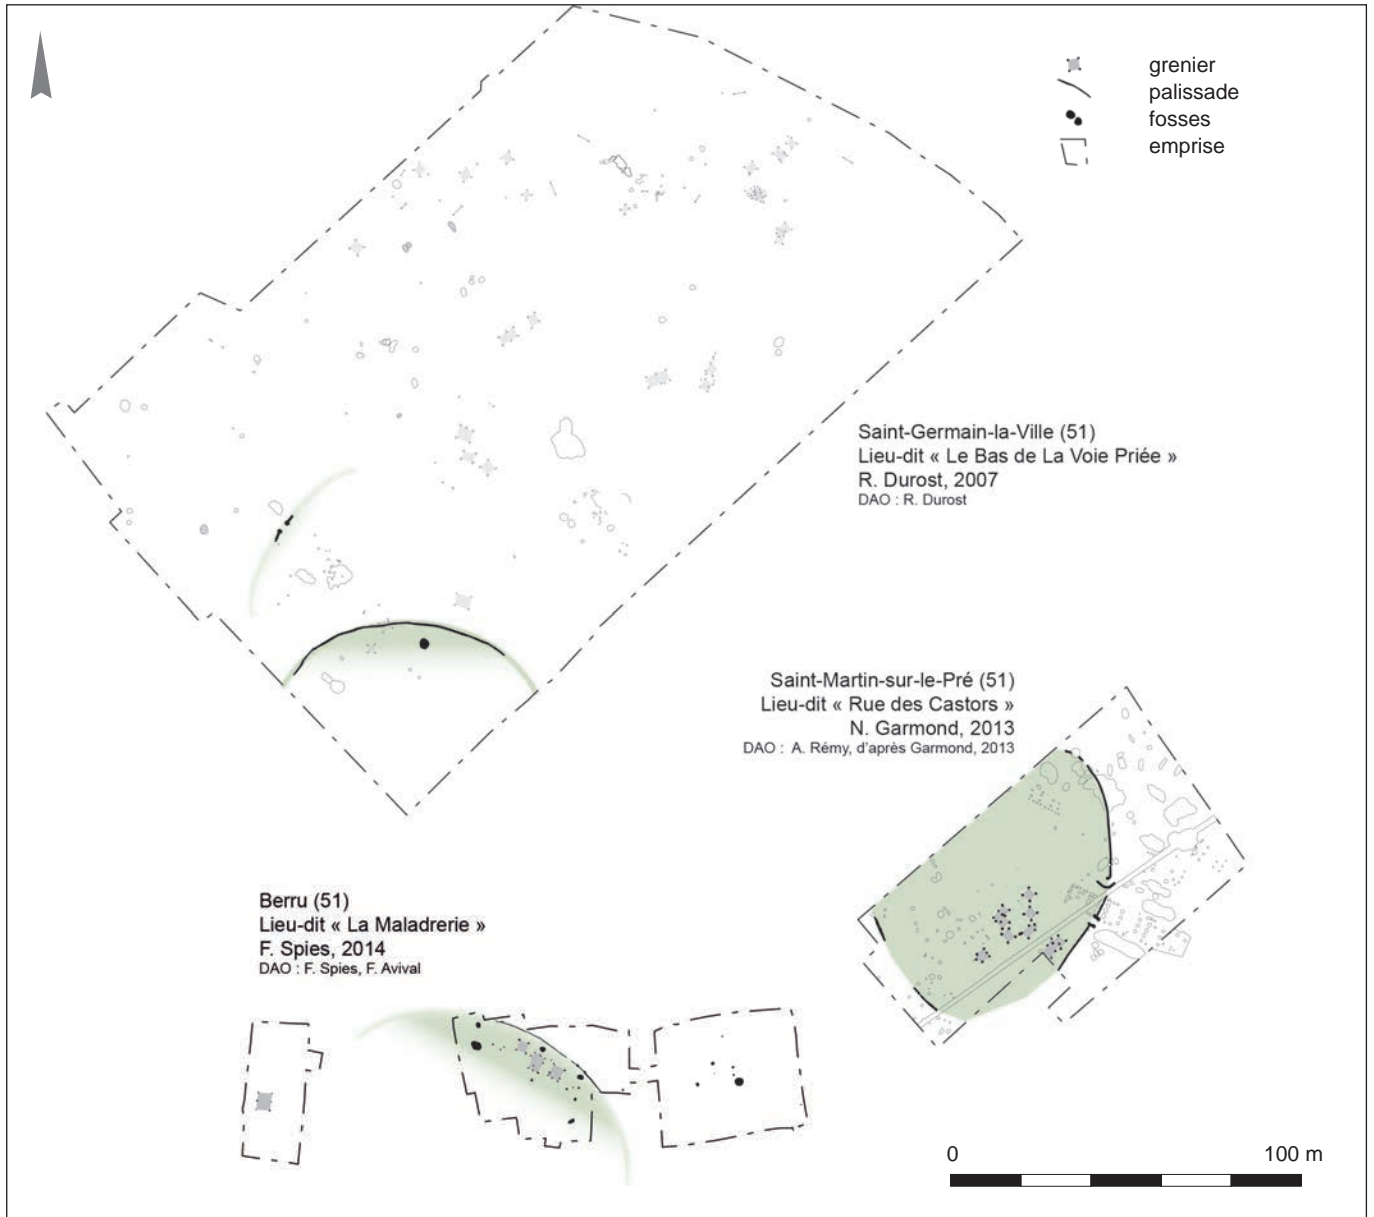 grenier
palissade
fosses
emprise
Saint-Germain-la-Ville (51)
Lieu-dit « Le Bas de La Voie Priée »
R. Durost, 2007
DAO : R. Durost
Saint-Martin-sur-le-Pré (51)
Lieu-dit « Rue des Castors »
N. Garmond, 2013
DAO : A. Rémy, d'après Garmond, 2013
Berru (51)
Lieu-dit « La Maladrerie »
F. Spies, 2014
DAO : F. Spies, F. Avival
0 100 m